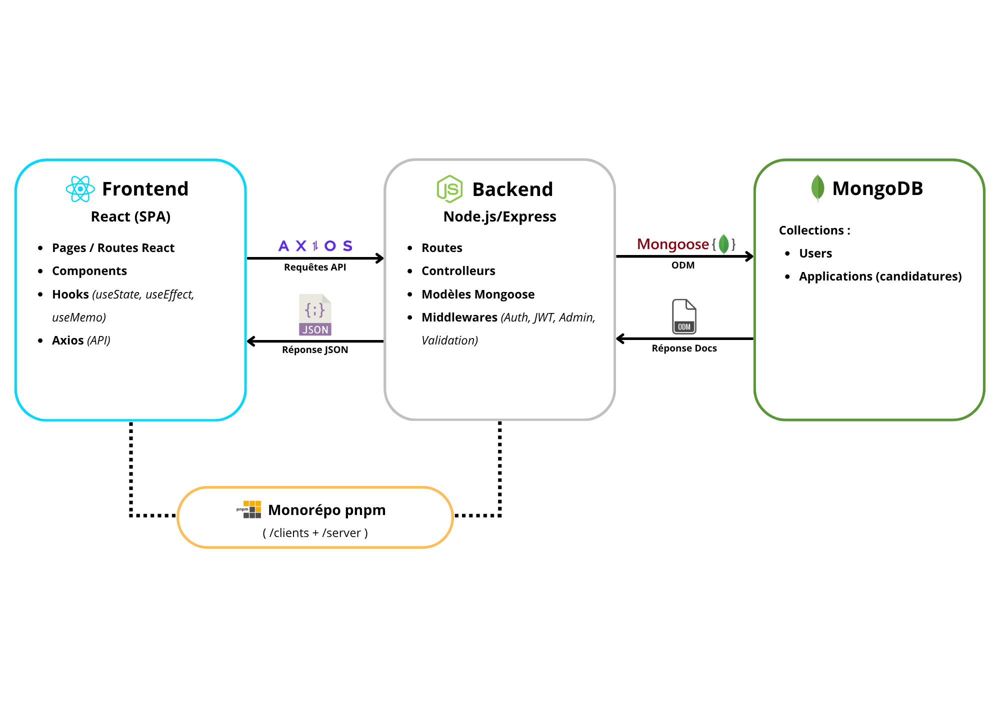 Frontend
React (SPA)
Pages / Routes React
Components
Hooks (useState, useEffect,
useMemo)
Axios (API)
AXIOS
Requêtes API
{;}
JSON
Réponse JSON
JS
Backend
Node.js/Express
Routes
Controlleurs
Modèles Mongoose
Middlewares (Auth, JWT, Admin,
Validation)
Mongoose{ }
ODM
ODM
Réponse Docs
MongoDB
Collections :
Users
Applications (candidatures)
pnpm
Monorépo pnpm
( /clients + /server )